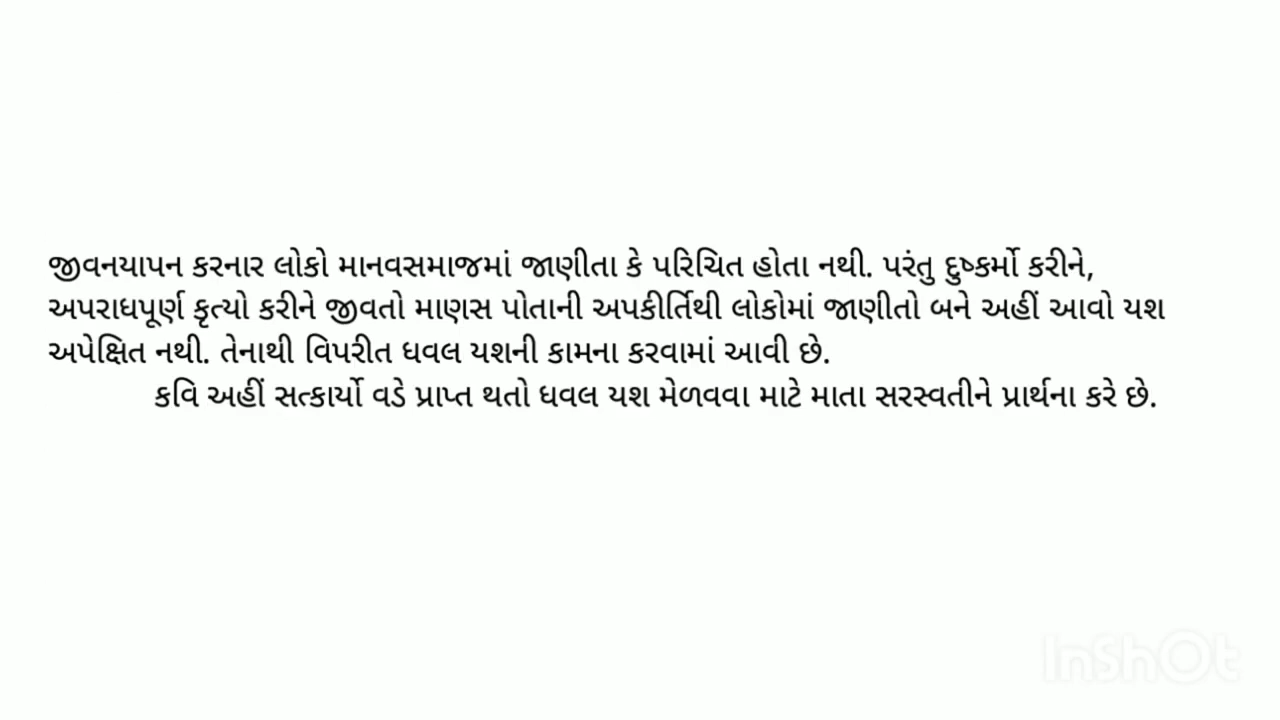 જીવનયાપન કરનાર લોકો માનવસમાજમાં જાણીતા કે પરિચિત હોતા નથી. પરંતુ દુષ્કર્મો કરીને,
અપરાધપૂર્ણ કૃત્યો કરીને જીવતો માણસ પોતાની અપકીર્તિથી લોકોમાં જાણીતો બને અહીં આવો યશ
અપેક્ષિત નથી. તેનાથી વિપરીત ધવલ યશની કામના કરવામાં આવી છે.
કવિ અહીં સત્કાર્યો વડે પ્રાપ્ત થતો ધવલ યશ મેળવવા માટે માતા સરસ્વતીને પ્રાર્થના કરે છે.
InShOt